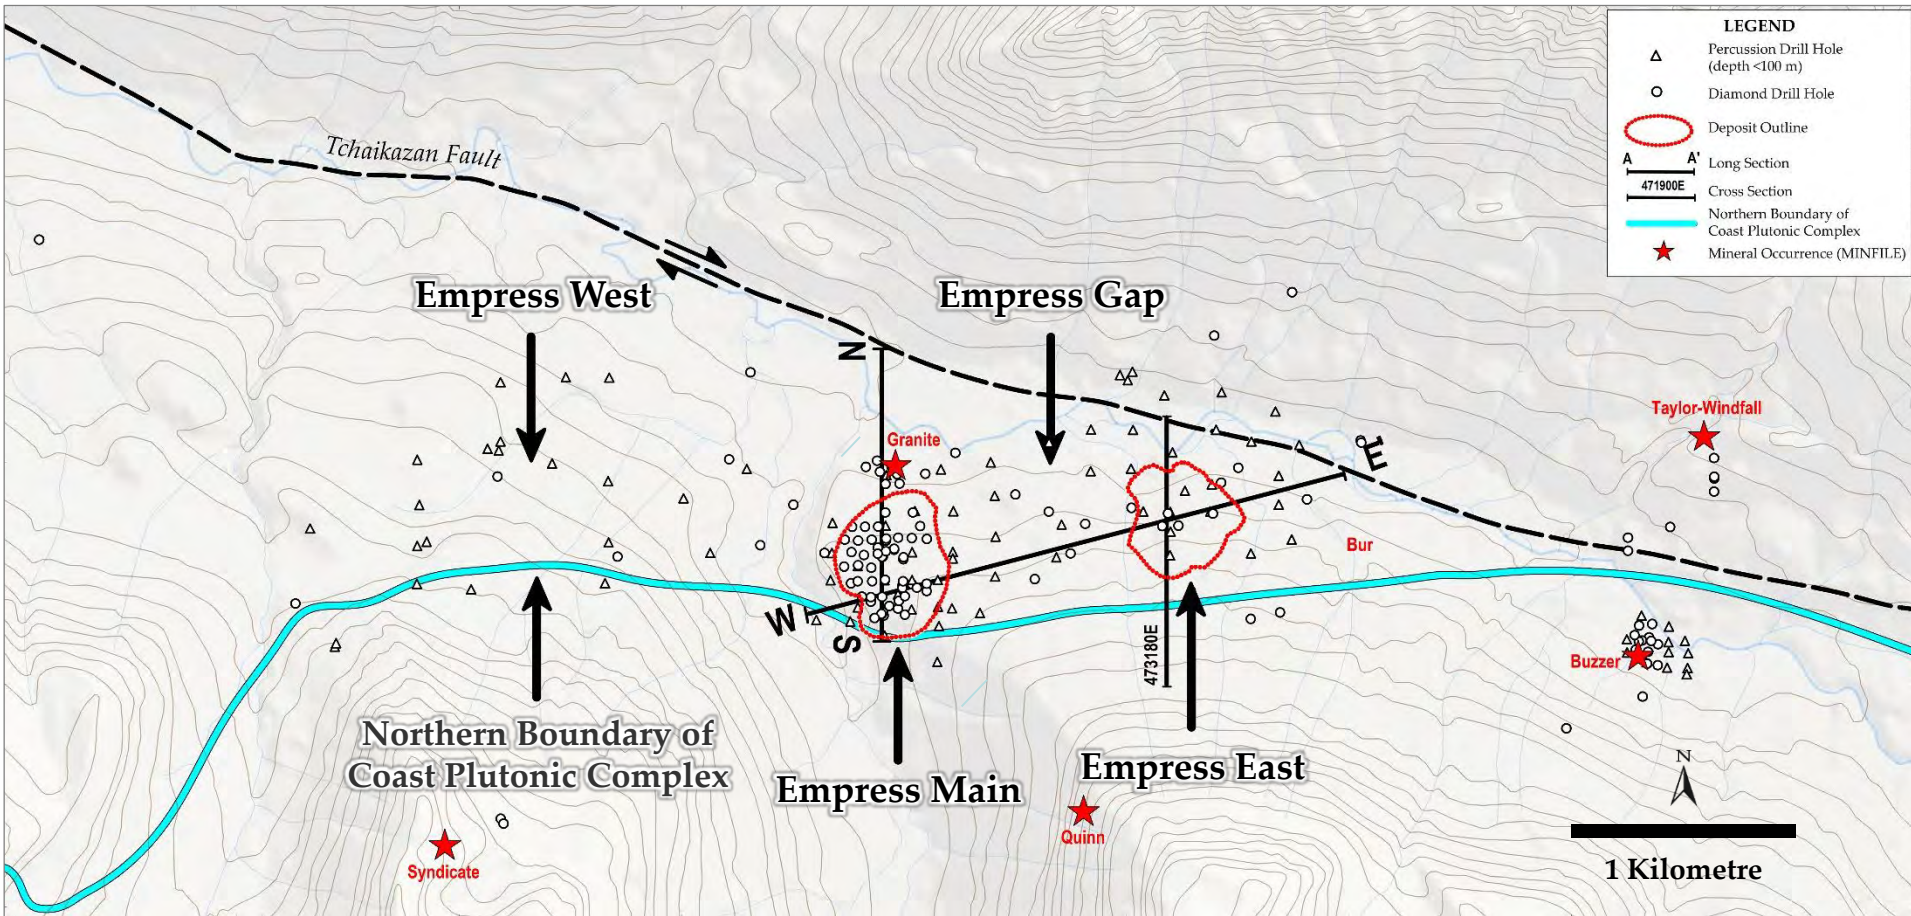 LEGEND
Percussion Drill Hole
(depth <100 m)
Diamond Drill Hole
Deposit Outline
A A' Long Section
471900E Cross Section
Northern Boundary of
Coast Plutonic Complex
Mineral Occurrence (MINFILE)
Tchaikazan Fault
Empress West
Empress Gap
N
Granite
Taylor-Windfall
E
Bur
W
S
473180E
Buzzer
Northern Boundary of
Coast Plutonic Complex
Empress Main
Empress East
N
Quinn
Syndicate
1 Kilometre